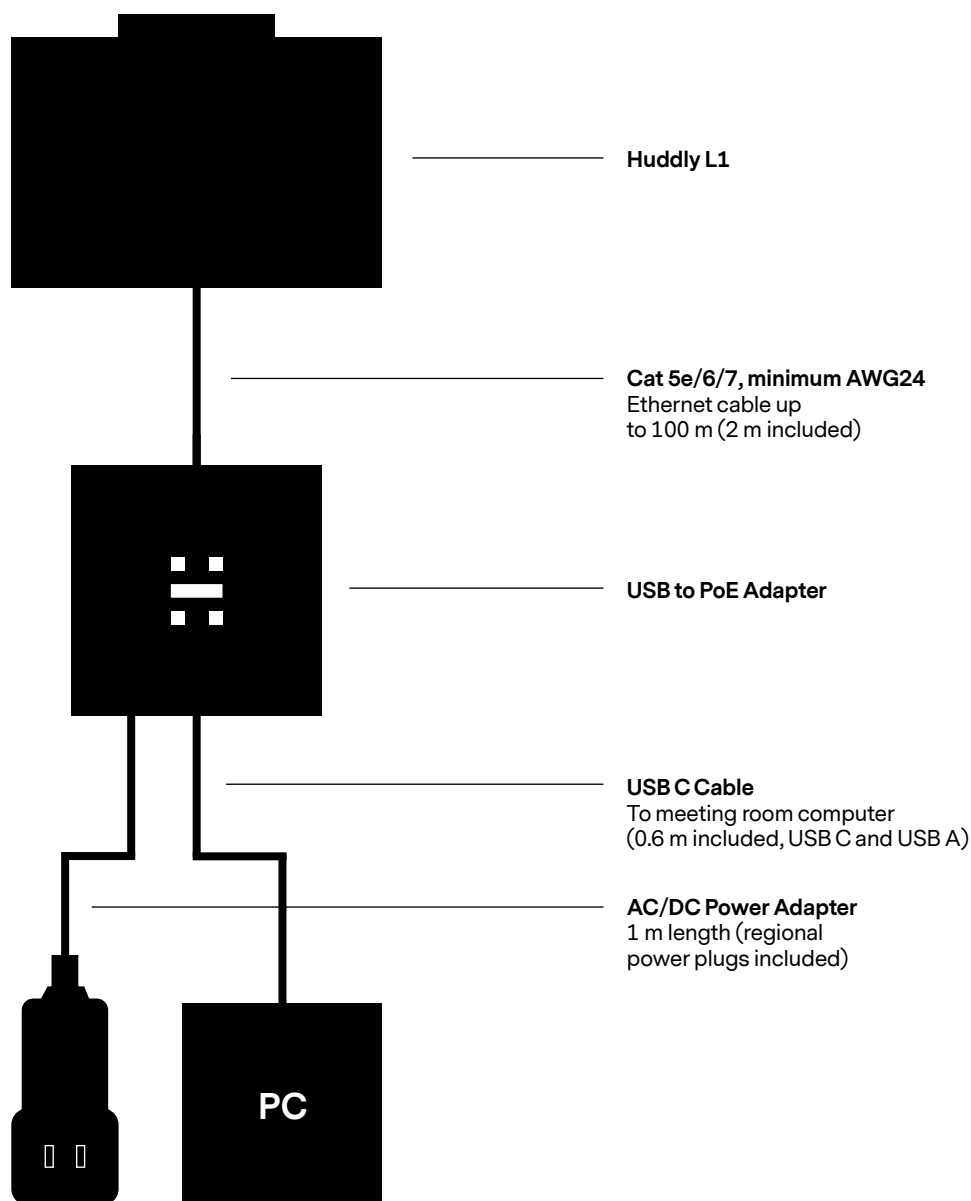 Huddly L1
Cat 5e/6/7, minimum AWG24
Ethernet cable up
to 100 m (2 m included)
USB to PoE Adapter
USB C Cable
To meeting room computer
(0.6 m included, USB C and USB A)
AC/DC Power Adapter
1 m length (regional
power plugs included)
PC